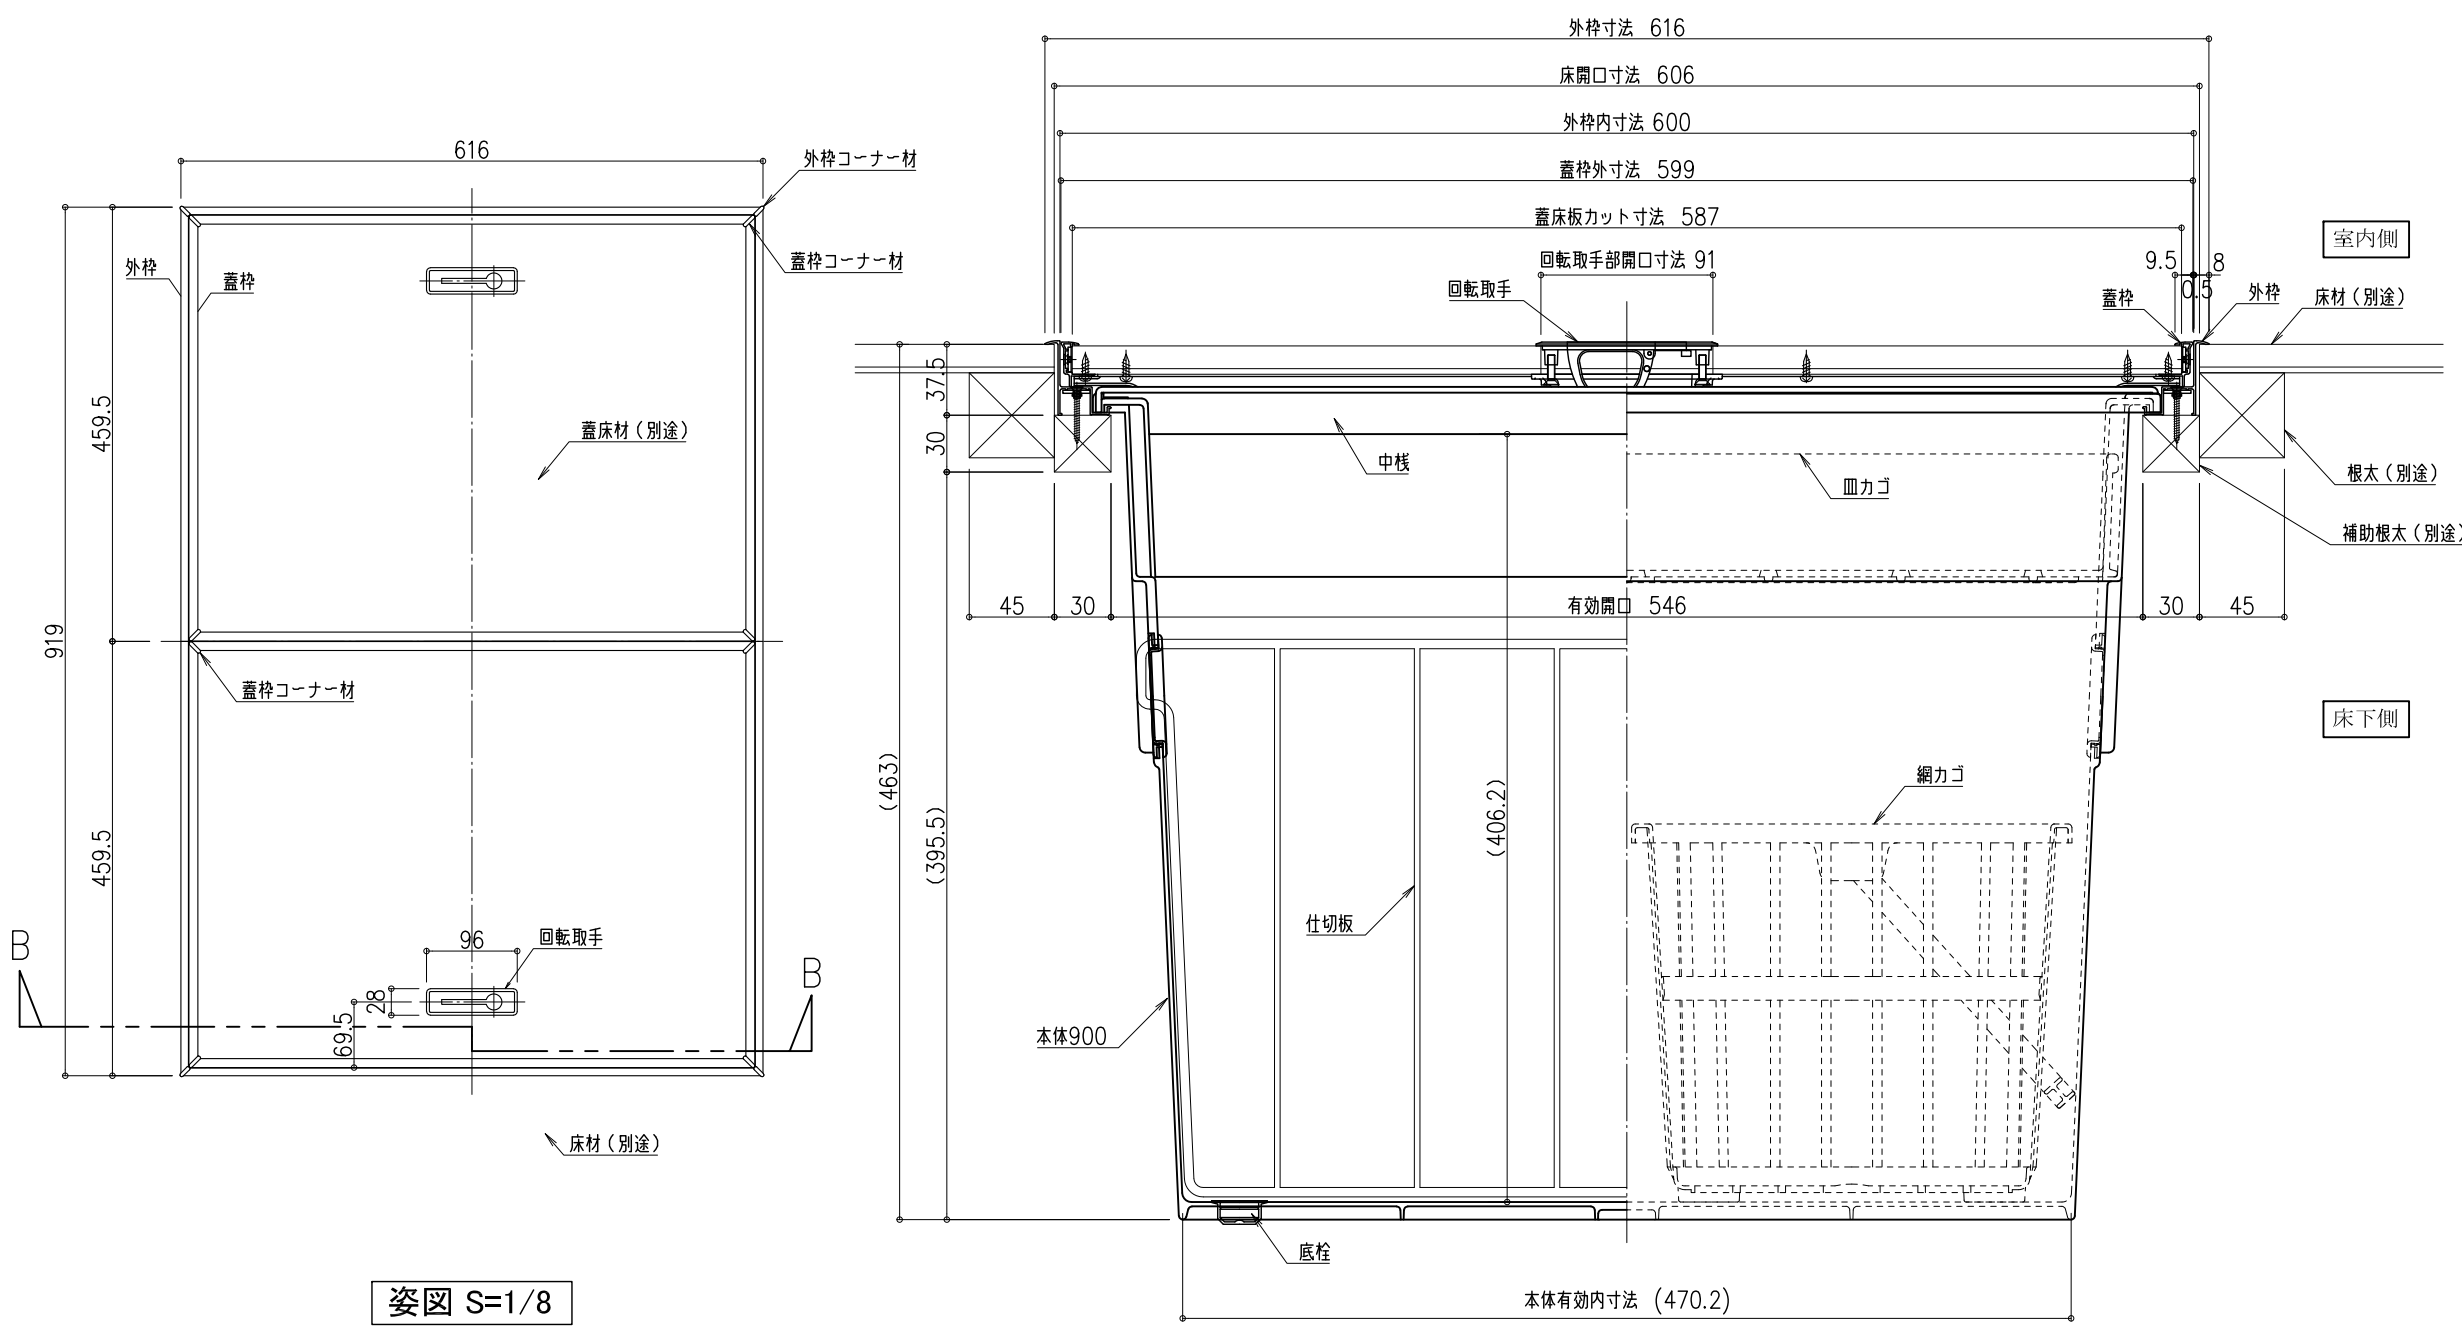 616
外枠コーナー材
蓋枠コーナー材
外枠
蓋枠
459.5
919
蓋床材(別途)
蓋枠コーナー材
459.5
96
回転取手
28
69.5
B
B
床材(別途)
姿図 S=1/8
外枠寸法 616
床開口寸法 606
外枠内寸法 600
蓋枠外寸法 599
蓋床板カット寸法 587
回転取手部開口寸法 91
回転取手
9.5
8
0.5
蓋枠
外枠
床材(別途)
室内側
37.5
30
中桟
皿カゴ
根太(別途)
補助根太(別途)
45
30
有効開口 546
30
45
床下側
(463)
(395.5)
(406.2)
網カゴ
仕切板
本体900
底栓
本体有効内寸法 (470.2)